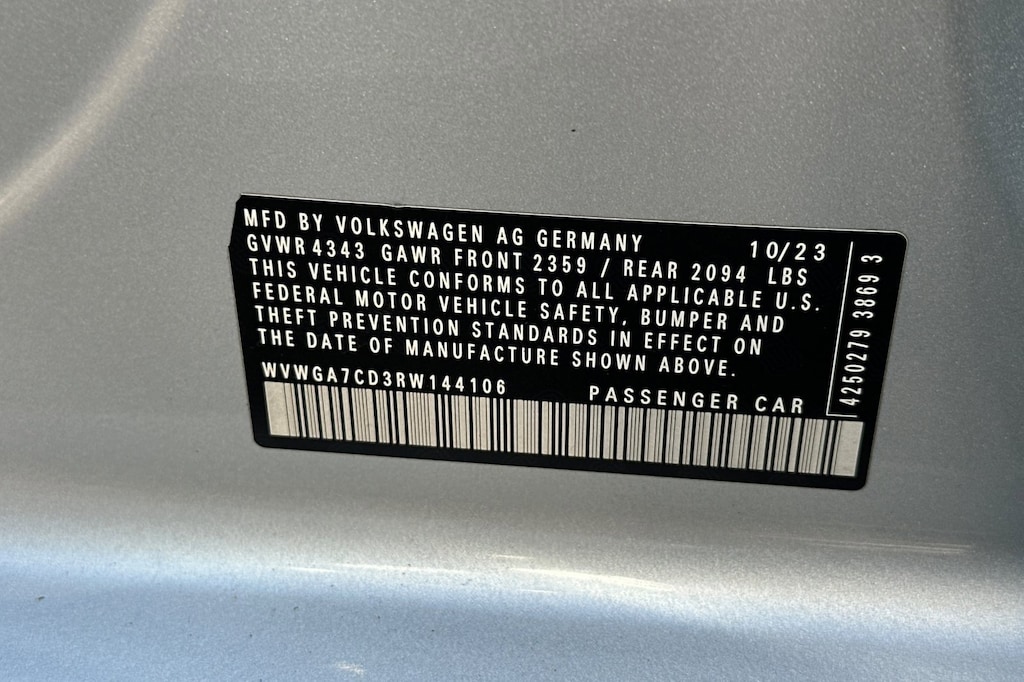 MFD BY VOLKSWAGEN AG GERMANY 10/23
GVWR 4343 GAWR FRONT 2359 / REAR 2094 LBS
THIS VEHICLE CONFORMS TO ALL APPLICABLE U.S.
FEDERAL MOTOR VEHICLE SAFETY, BUMPER AND
THEFT PREVENTION STANDARDS IN EFFECT ON
THE DATE OF MANUFACTURE SHOWN ABOVE.
WVWGA7CD3RW144106 PASSENGER CAR
4250279 3869 3